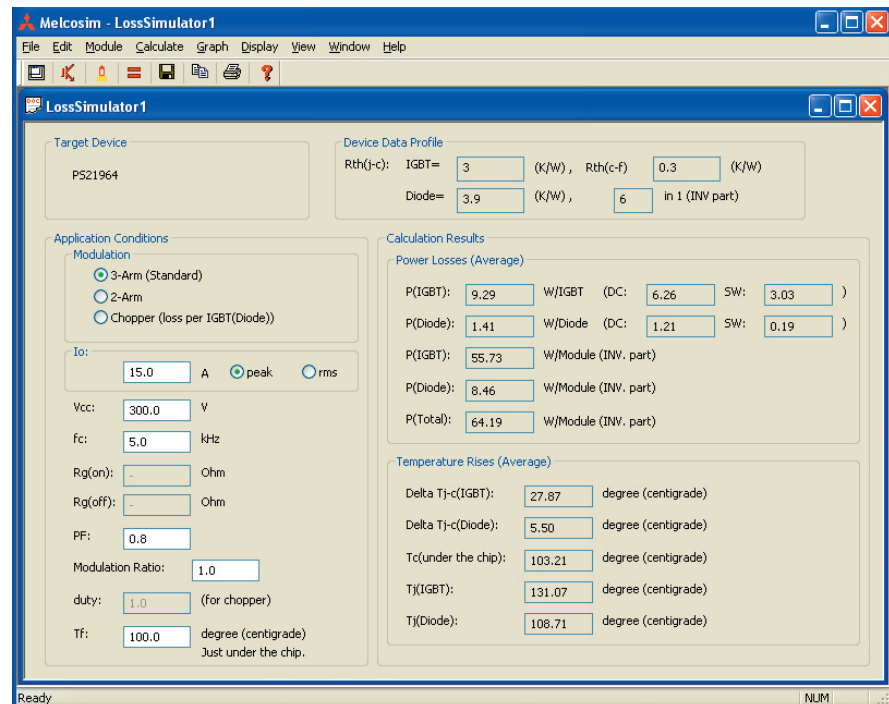 Melcosim - LossSimulator1
File Edit Module Calculate Graph Display View Window Help
DOC LossSimulator1
Target Device
PS21964
Device Data Profile
Rth(j-c): IGBT= 3 (K/W) , Rth(c-f) 0.3 (K/W)
Diode= 3.9 (K/W) , 6 in 1 (INV part)
Application Conditions
Modulation
3-Arm (Standard)
2-Arm
Chopper (loss per IGBT(Diode))
Io:
15.0 A peak rms
Vcc: 300.0 V
fc: 5.0 kHz
Rg(on): - Ohm
Rg(off): - Ohm
PF: 0.8
Modulation Ratio: 1.0
duty: 1.0 (for chopper)
Tf: 100.0 degree (centigrade)
Just under the chip.
Calculation Results
Power Losses (Average)
P(IGBT): 9.29 W/IGBT (DC: 6.26 SW: 3.03 )
P(Diode): 1.41 W/Diode (DC: 1.21 SW: 0.19 )
P(IGBT): 55.73 W/Module (INV. part)
P(Diode): 8.46 W/Module (INV. part)
P(Total): 64.19 W/Module (INV. part)
Temperature Rises (Average)
Delta Tj-c(IGBT): 27.87 degree (centigrade)
Delta Tj-c(Diode): 5.50 degree (centigrade)
Tc(under the chip): 103.21 degree (centigrade)
Tj(IGBT): 131.07 degree (centigrade)
Tj(Diode): 108.71 degree (centigrade)
Ready NUM